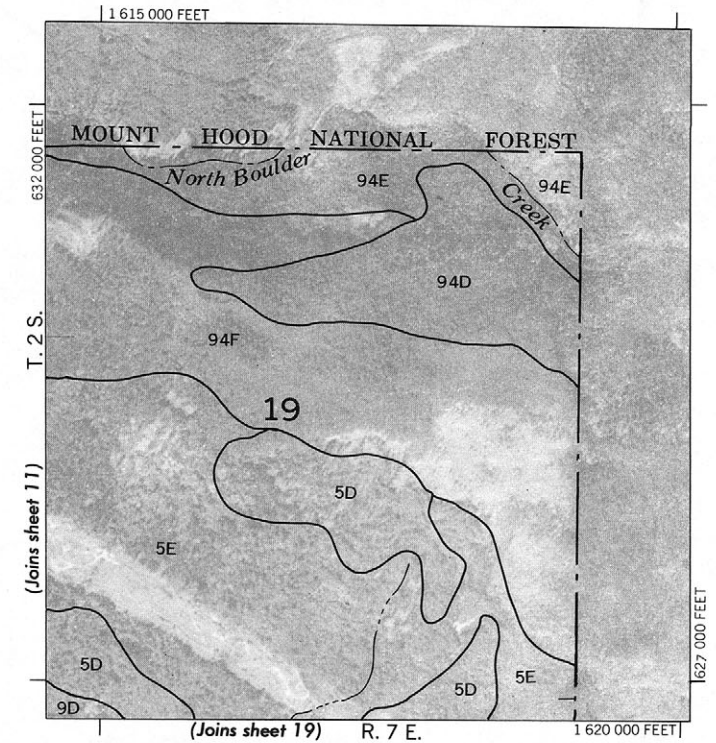 1 615 000 FEET
632 000 FEET
MOUNT HOOD NATIONAL FOREST
North Boulder Creek
94E
94E
94D
T. 2 S.
94F
19
5D
(Joins sheet 11)
5E
627 000 FEET
5D
5D
5E
9D
(Joins sheet 19)
R. 7 E.
1 620 000 FEET